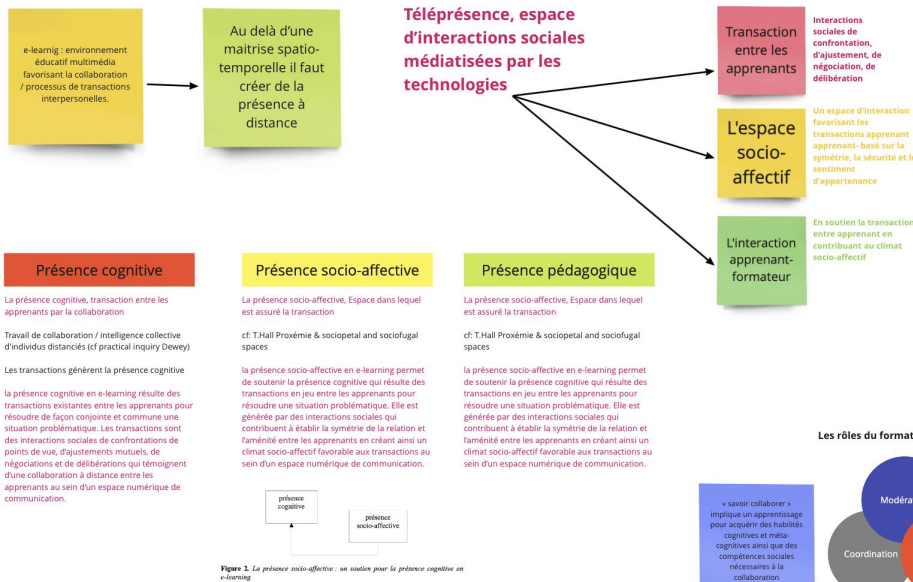 e-learnig : environnement
éducatif multimédia
favorisant la collaboration
/ processus de transactions
interpersonelles.
Au delà d'une
maitrise spatio-
temporelle il faut
créer de la
présence à
distance
Téléprésence, espace
d'interactions sociales
médiatisées par les
technologies
Transaction
entre les
apprenants
Interactions
sociales de
confrontation,
d'ajustement, de
négociation, de
délibération
L'espace
socio-
affectif
Un espace d'interaction
favorisant les
transactions apprenant
apprenant- basé sur la
symétrie, la sécurité et le
sentiment
d'appartenance
L'interaction
apprenant-
formateur
En soutien la transaction
entre apprenant en
contribuant au climat
socio-affectif
Présence cognitive
La présence cognitive, transaction entre les
apprenants par la collaboration
Travail de collaboration / intelligence collective
d'individus distanciés (cf practical inquiry Dewey)
Les transactions génèrent la présence cognitive
la présence cognitive en e-learning résulte des
transactions existantes entre les apprenants pour
résoudre de façon conjointe et commune une
situation problématique. Les transactions sont
des interactions sociales de confrontations de
points de vue, d'ajustements mutuels, de
négociations et de délibérations qui témoignent
d'une collaboration à distance entre les
apprenants au sein d'un espace numérique de
communication.
Présence socio-affective
La présence socio-affective, Espace dans lequel
est assuré la transaction
cf: T.Hall Proxémie & sociopetal and sociofugal
spaces
la présence socio-affective en e-learning permet
de soutenir la présence cognitive qui résulte des
transactions en jeu entre les apprenants pour
résoudre une situation problématique. Elle est
générée par des interactions sociales qui
contribuent à établir la symétrie de la relation et
l'aménité entre les apprenants en créant ainsi un
climat socio-affectif favorable aux transactions au
sein d'un espace numérique de communication.
Présence pédagogique
La présence socio-affective, Espace dans lequel
est assuré la transaction
cf: T.Hall Proxémie & sociopetal and sociofugal
spaces
la présence socio-affective en e-learning permet
de soutenir la présence cognitive qui résulte des
transactions en jeu entre les apprenants pour
résoudre une situation problématique. Elle est
générée par des interactions sociales qui
contribuent à établir la symétrie de la relation et
l'aménité entre les apprenants en créant ainsi un
climat socio-affectif favorable aux transactions au
sein d'un espace numérique de communication.
présence
cognitive
présence
socio-affective
Figure 2. La présence socio-affective : un soutien pour la présence cognitive en
e-learning
Les rôles du format
« savoir collaborer »
implique un apprentissage
pour acquérir des habilités
cognitives et méta-
cognitives ainsi que des
compétences sociales
nécessaires à la
collaboration
Modéra
Coordination